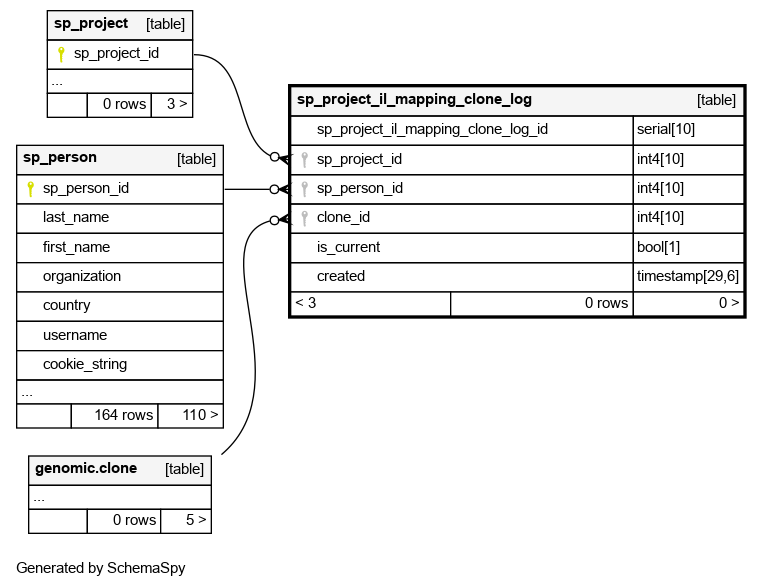 sp_project [table]
sp_project_id
...
0 rows 3 >
sp_person [table]
sp_person_id
last_name
first_name
organization
country
username
cookie_string
...
164 rows 110 >
genomic.clone [table]
...
0 rows 5 >
sp_project_il_mapping_clone_log [table]
sp_project_il_mapping_clone_log_id serial[10]
sp_project_id int4[10]
sp_person_id int4[10]
clone_id int4[10]
is_current bool[1]
created timestamp[29,6]
< 3 0 rows 0 >
Generated by SchemaSpy